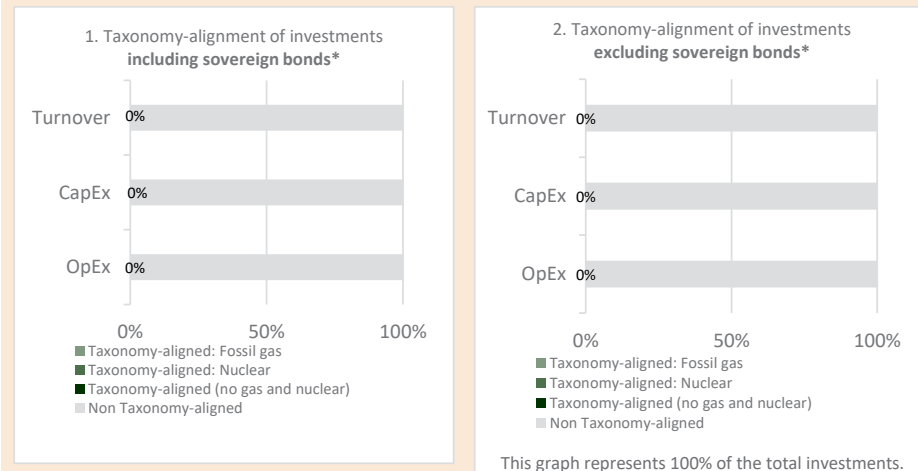 1. Taxonomy-alignment of investments
including sovereign bonds*
Turnover 0%
CapEx 0%
OpEx 0%
0% 50% 100%
Taxonomy-aligned: Fossil gas
Taxonomy-aligned: Nuclear
Taxonomy-aligned (no gas and nuclear)
Non Taxonomy-aligned
2. Taxonomy-alignment of investments
excluding sovereign bonds*
Turnover 0%
CapEx 0%
OpEx 0%
0% 50% 100%
Taxonomy-aligned: Fossil gas
Taxonomy-aligned: Nuclear
Taxonomy-aligned (no gas and nuclear)
Non Taxonomy-aligned
This graph represents 100% of the total investments.